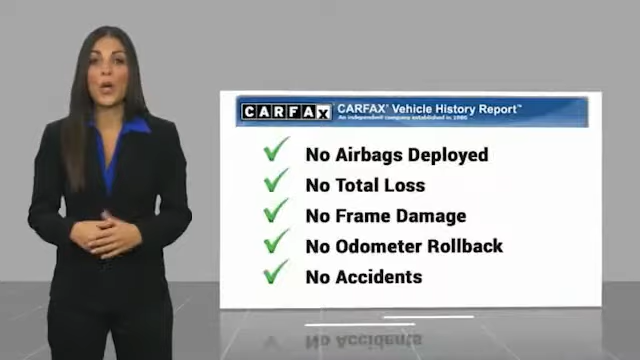 CARFAX CARFAX® Vehicle History Report™
An independent company established in 1986
No Airbags Deployed
No Total Loss
No Frame Damage
No Odometer Rollback
No Accidents